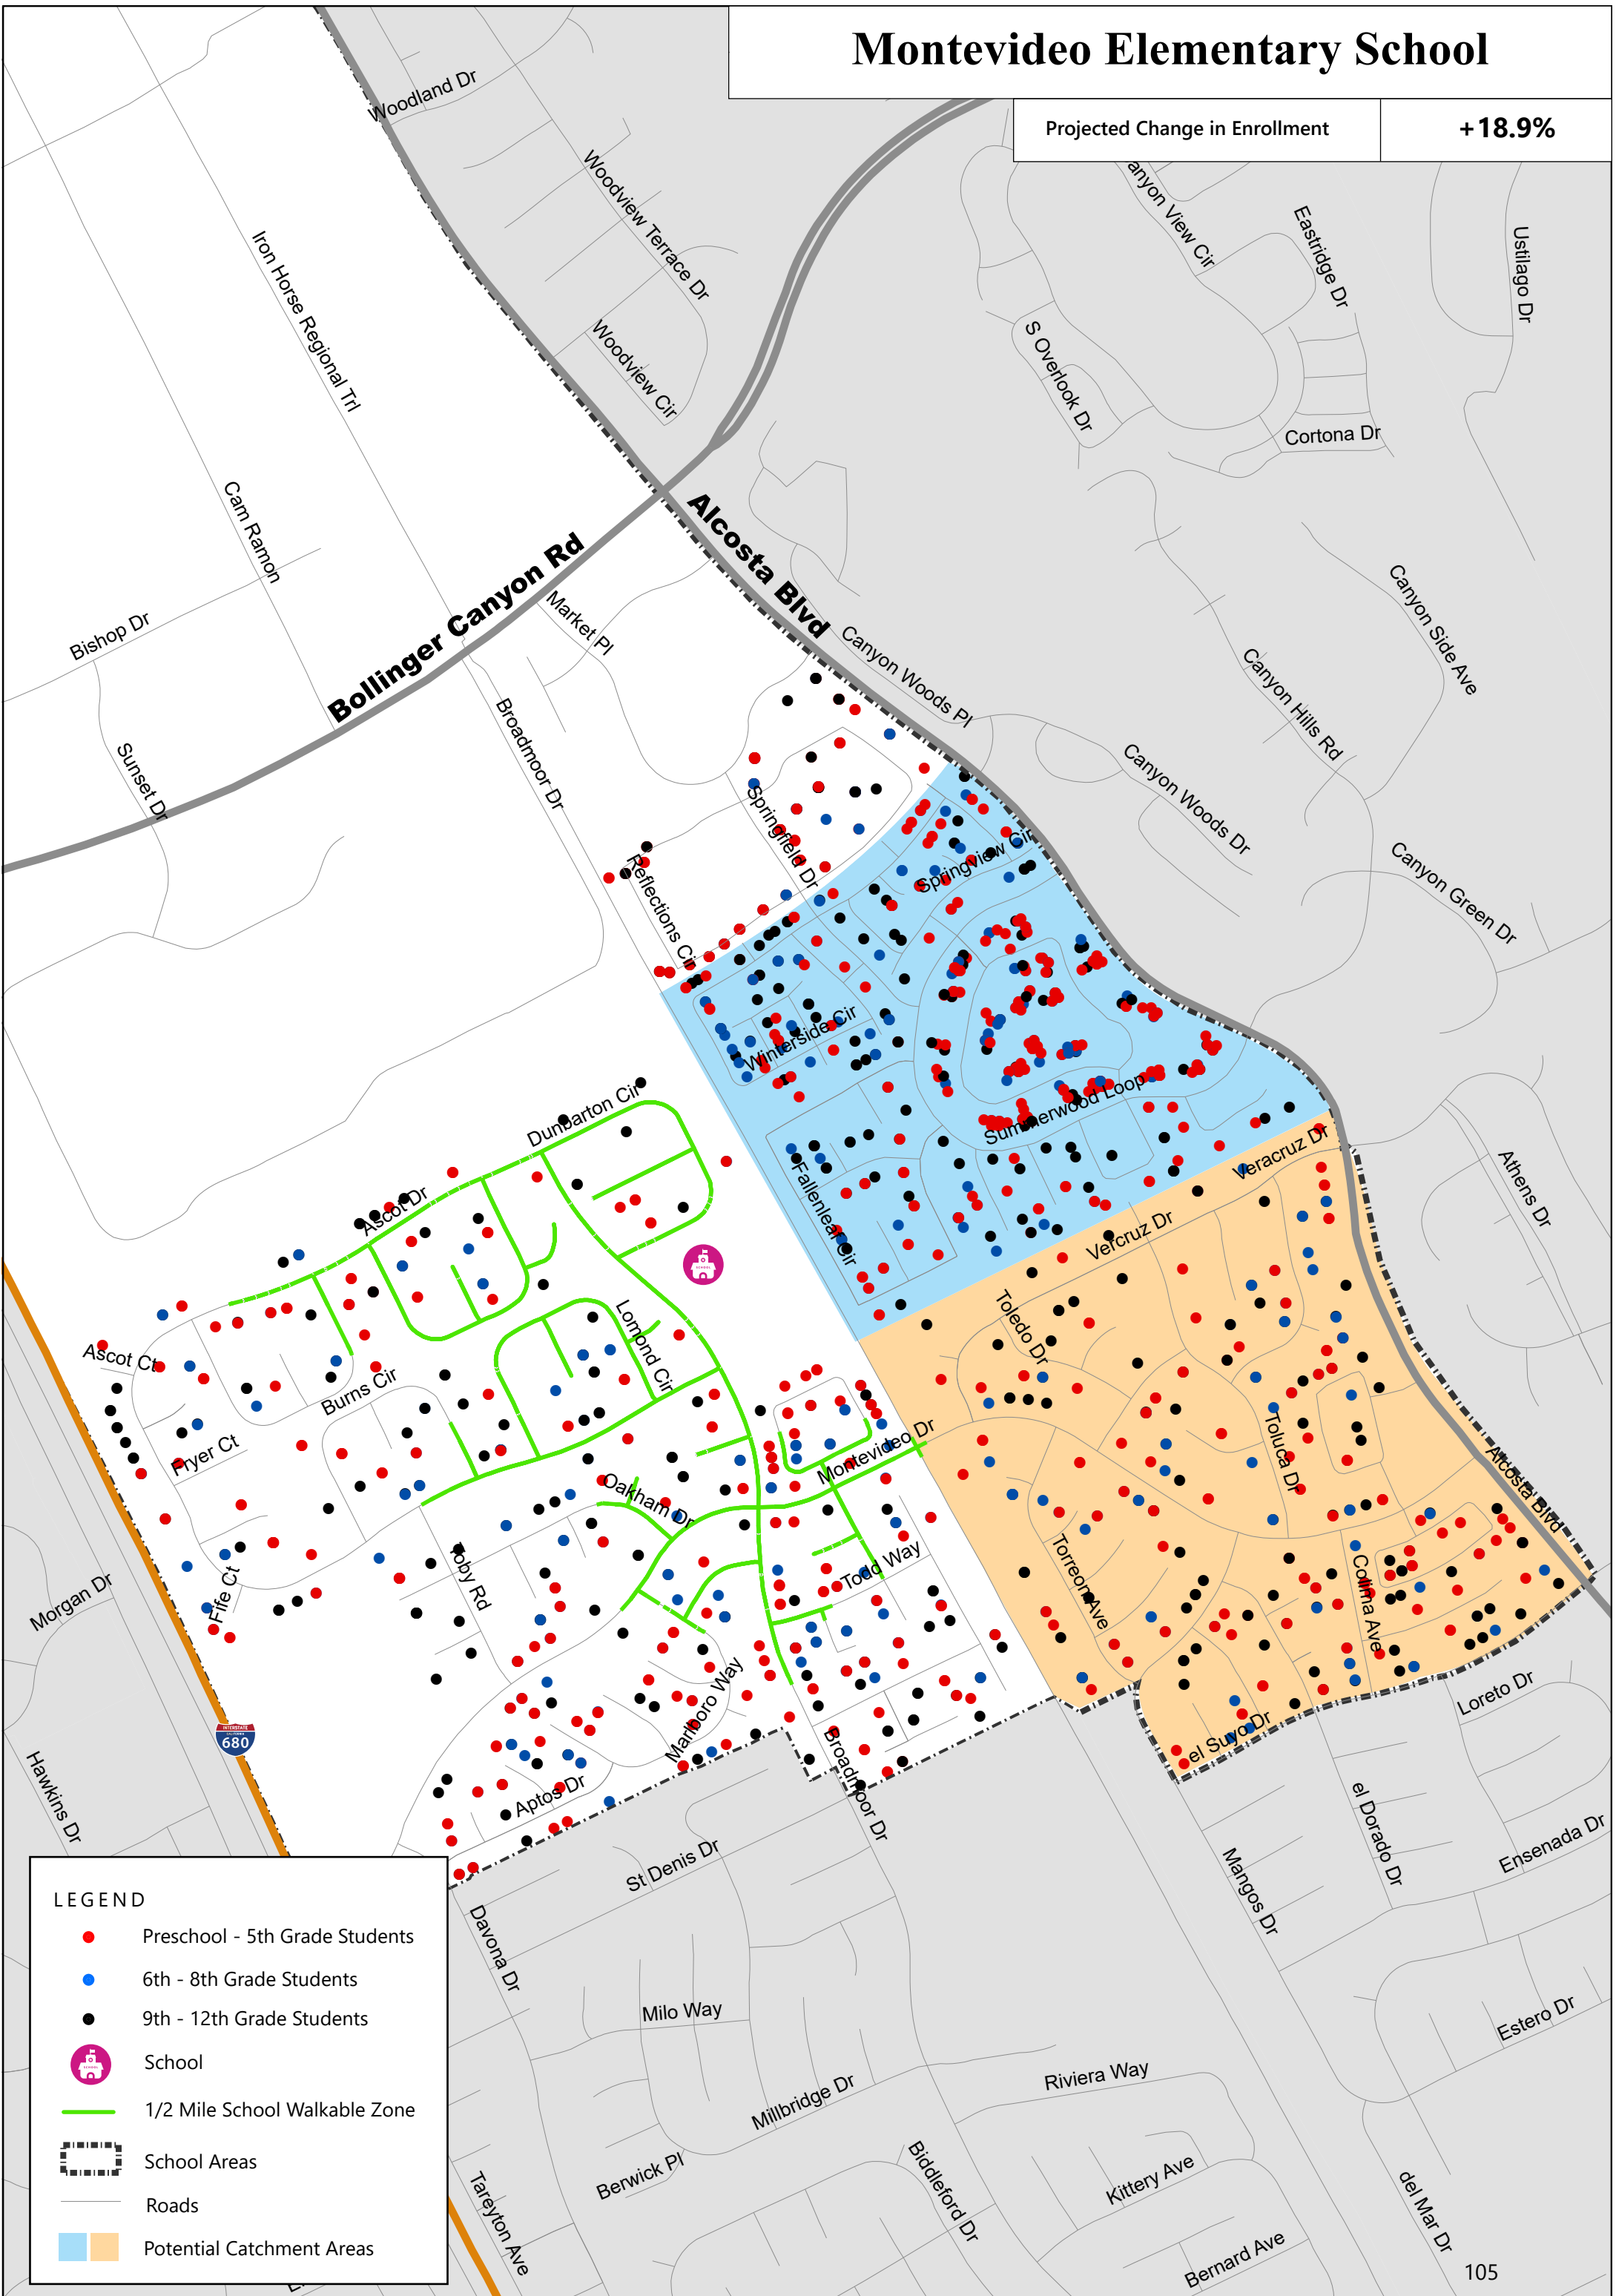 Montevideo Elementary School
Projected Change in Enrollment
+18.9%
Woodland Dr
Woodview Terrace Dr
Woodview Cir
anyon View Cir
Eastridge Dr
Ustilago Dr
S Overlook Dr
Cortona Dr
Iron Horse Regional Trl
Cam Ramon
Bishop Dr
Sunset Dr
Bollinger Canyon Rd
Alcosta Blvd
Market Pl
Broadmoor Dr
Canyon Woods Pl
Canyon Side Ave
Canyon Hills Rd
Canyon Woods Dr
Canyon Green Dr
Springfield Dr
Springview Cir
Reflections Cir
Winterside Cir
Summerwood Loop
Dunbarton Cir
Fallenleaf Cir
Veracruz Dr
Vercruz Dr
Athens Dr
Ascot Dr
Ascot Ct
Burns Cir
Lomond Cir
Fryer Ct
Toledo Dr
Toluca Dr
Montevideo Dr
Oakham Dr
Alcosta Blvd
Toby Rd
Todd Way
Torreon Ave
Colima Ave
Morgan Dr
Fife Ct
Marlboro Way
Loreto Dr
el Suyo Dr
INTERSTATE
680
Hawkins Dr
Aptos Dr
Broadmoor Dr
el Dorado Dr
St Denis Dr
Mangos Dr
Ensenada Dr
Davona Dr
Milo Way
Estero Dr
Riviera Way
Millbridge Dr
Berwick Pl
Biddleford Dr
Kittery Ave
del Mar Dr
Tareyton Ave
Bernard Ave
LEGEND
Preschool - 5th Grade Students
6th - 8th Grade Students
9th - 12th Grade Students
School
1/2 Mile School Walkable Zone
School Areas
Roads
Potential Catchment Areas
105